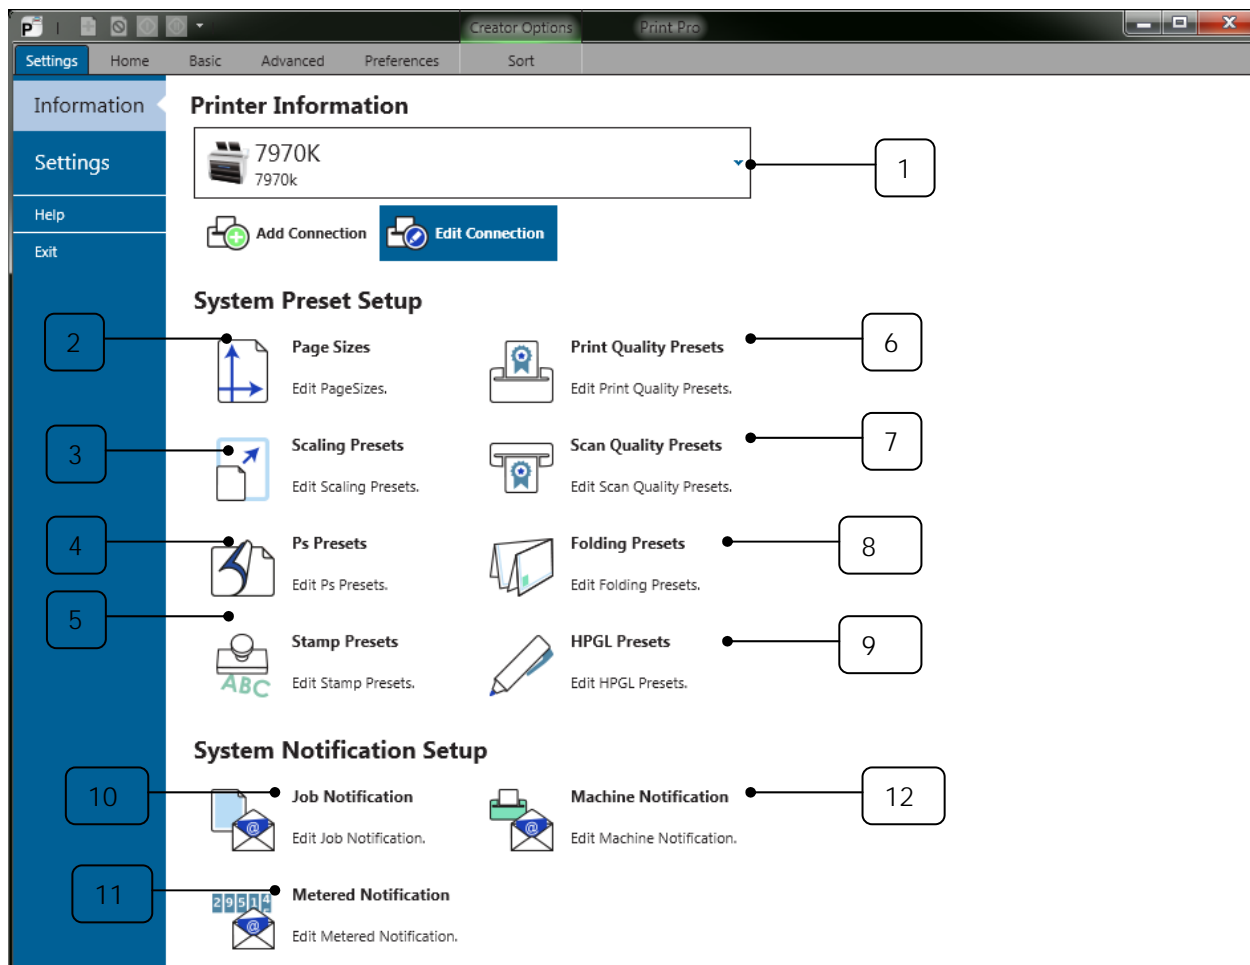 P
Creator Options
Print Pro
Settings Home Basic Advanced Preferences Sort
Information
Settings
Help
Exit
Printer Information
7970K
7970k
1
Add Connection
Edit Connection
System Preset Setup
2
Page Sizes
Edit PageSizes.
Print Quality Presets
Edit Print Quality Presets.
6
3
Scaling Presets
Edit Scaling Presets.
Scan Quality Presets
Edit Scan Quality Presets.
7
4
Ps Presets
Edit Ps Presets.
Folding Presets
Edit Folding Presets.
8
5
Stamp Presets
Edit Stamp Presets.
ABC
HPGL Presets
Edit HPGL Presets.
9
System Notification Setup
10
Job Notification
Edit Job Notification.
@
Machine Notification
Edit Machine Notification.
@
12
11
Metered Notification
Edit Metered Notification.
29514
@